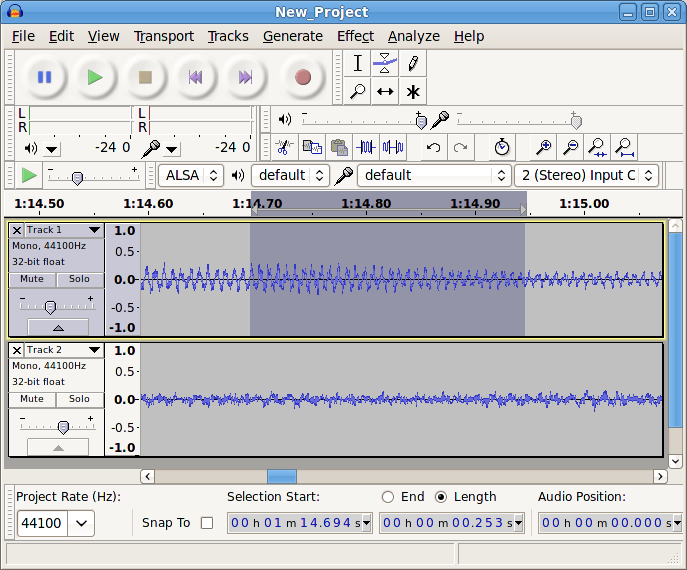 New_Project
File Edit View Transport Tracks Generate Effect Analyze Help
L L
R R
-24 0 -24 0
ALSA default default 2 (Stereo) Input C
1:14.50 1:14.60 1:14.70 1:14.80 1:14.90 1:15.00
Track 1
Mono, 44100Hz
32-bit float
Mute Solo
- +
1.0
0.5
0.0
-0.5
-1.0
Track 2
Mono, 44100Hz
32-bit float
Mute Solo
- +
1.0
0.5
0.0
-0.5
-1.0
Project Rate (Hz): Selection Start: End Length Audio Position:
44100 Snap To 00 h 01 m 14.694 s 00 h 00 m 00.253 s 00 h 00 m 00.000 s